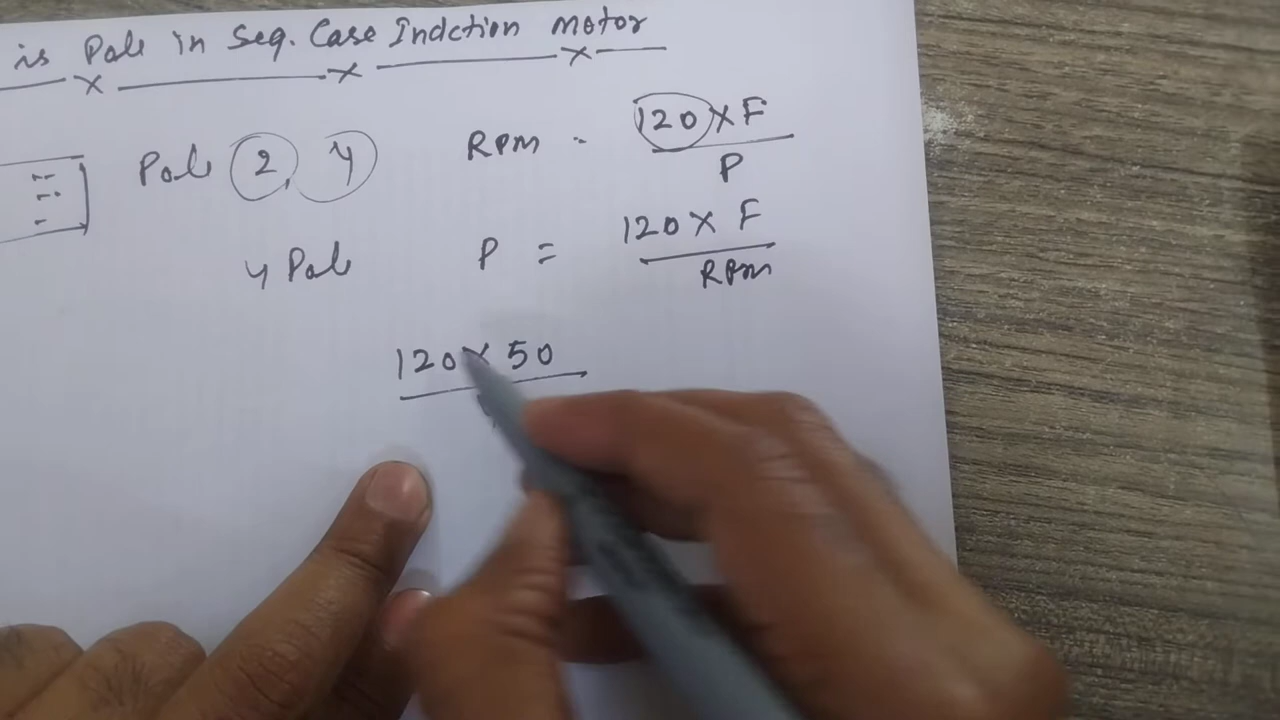 is Pole in Seq. Case Indction motor
Pole 2, 4
RPM = 120 X F / P
4 Pole
P = 120 X F / RPM
120 X 50